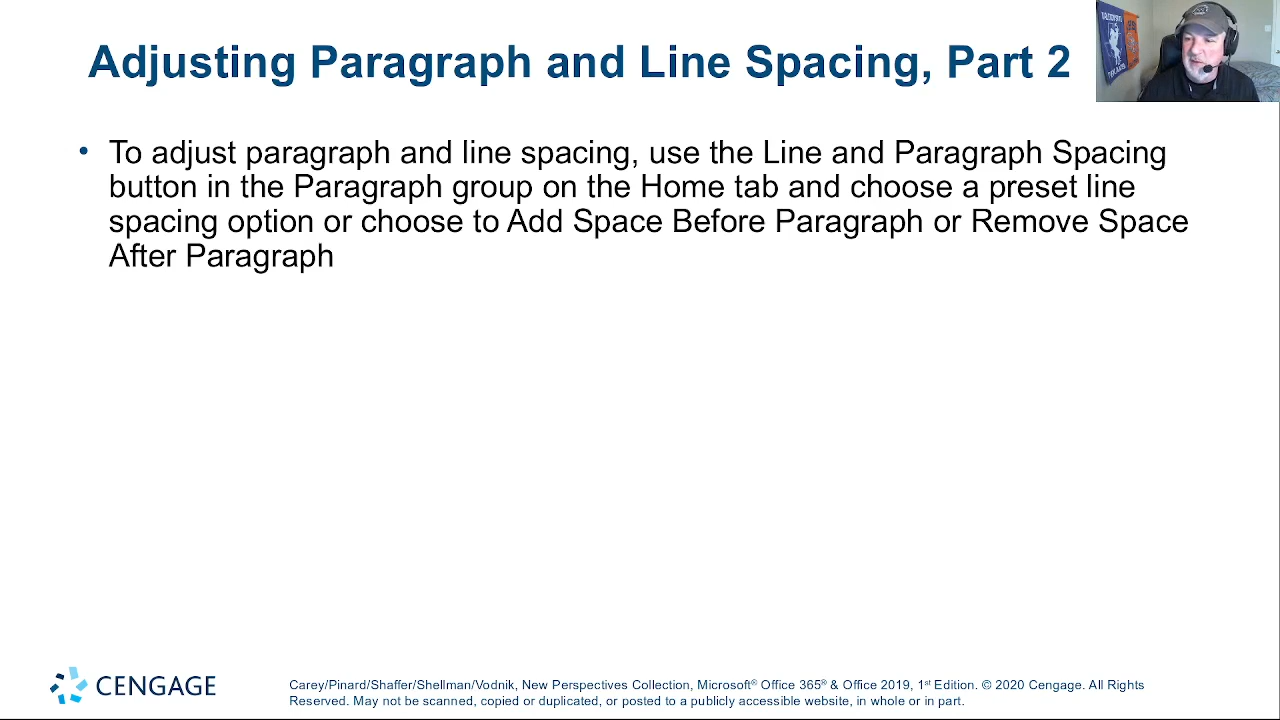 Adjusting Paragraph and Line Spacing, Part 2
• To adjust paragraph and line spacing, use the Line and Paragraph Spacing
button in the Paragraph group on the Home tab and choose a preset line
spacing option or choose to Add Space Before Paragraph or Remove Space
After Paragraph
CENGAGE
Carey/Pinard/Shaffer/Shellman/Vodnik, New Perspectives Collection, Microsoft® Office 365® & Office 2019, 1st Edition. © 2020 Cengage. All Rights
Reserved. May not be scanned, copied or duplicated, or posted to a publicly accessible website, in whole or in part.